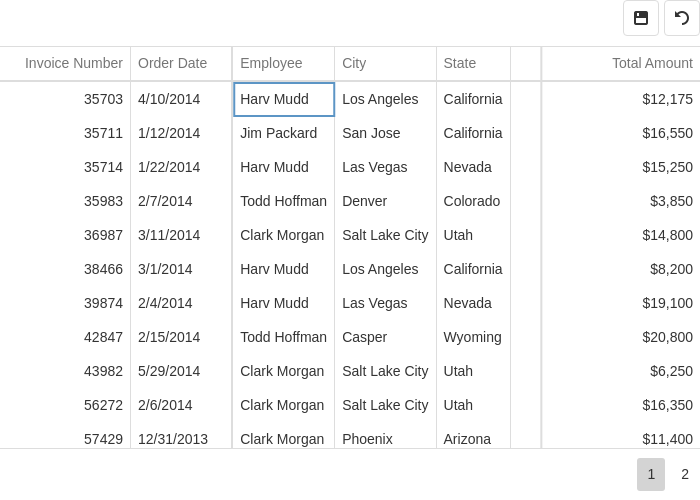 Invoice Number Order Date Employee City State Total Amount
35703 4/10/2014 Harv Mudd Los Angeles California $12,175
35711 1/12/2014 Jim Packard San Jose California $16,550
35714 1/22/2014 Harv Mudd Las Vegas Nevada $15,250
35983 2/7/2014 Todd Hoffman Denver Colorado $3,850
36987 3/11/2014 Clark Morgan Salt Lake City Utah $14,800
38466 3/1/2014 Harv Mudd Los Angeles California $8,200
39874 2/4/2014 Harv Mudd Las Vegas Nevada $19,100
42847 2/15/2014 Todd Hoffman Casper Wyoming $20,800
43982 5/29/2014 Clark Morgan Salt Lake City Utah $6,250
56272 2/6/2014 Clark Morgan Salt Lake City Utah $16,350
57429 12/31/2013 Clark Morgan Phoenix Arizona $11,400
1 2